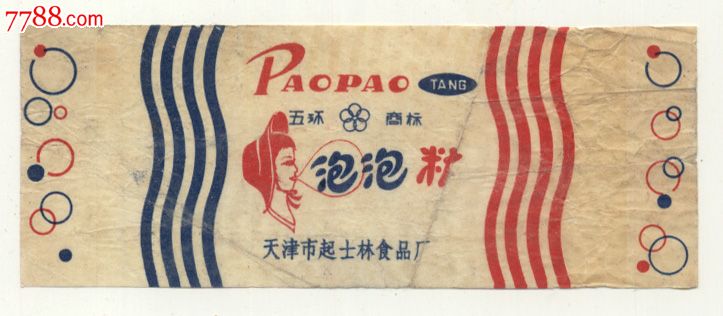 7788.com
PAOPAO TANG
五环 商标
泡泡籵
天津市起士林食品厂